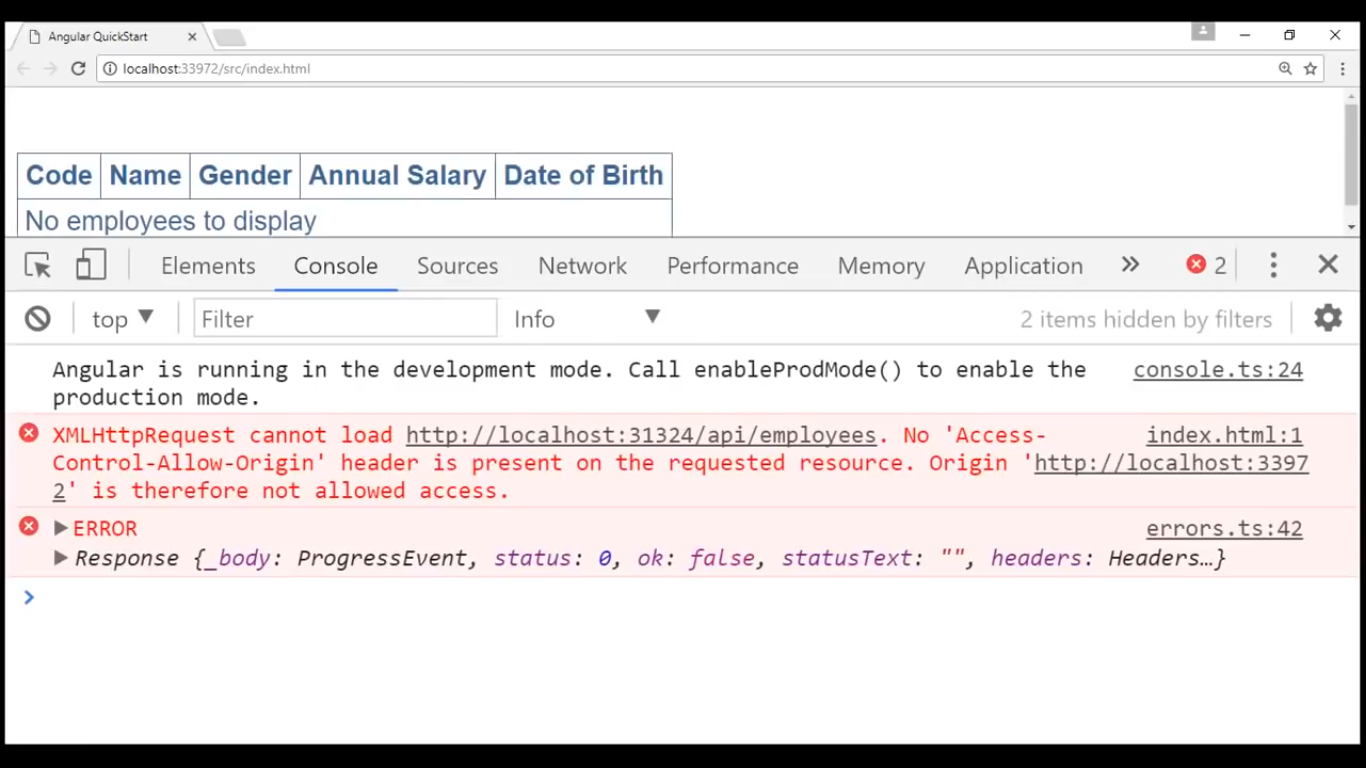 Angular QuickStart
localhost:33972/src/index.html
Code Name Gender Annual Salary Date of Birth
No employees to display
Elements Console Sources Network Performance Memory Application » 2
top Filter Info 2 items hidden by filters
Angular is running in the development mode. Call enableProdMode() to enable the console.ts:24
production mode.
XMLHttpRequest cannot load http://localhost:31324/api/employees. No 'Access- index.html:1
Control-Allow-Origin' header is present on the requested resource. Origin 'http://localhost:3397
2' is therefore not allowed access.
ERROR errors.ts:42
Response {_body: ProgressEvent, status: 0, ok: false, statusText: "", headers: Headers…}